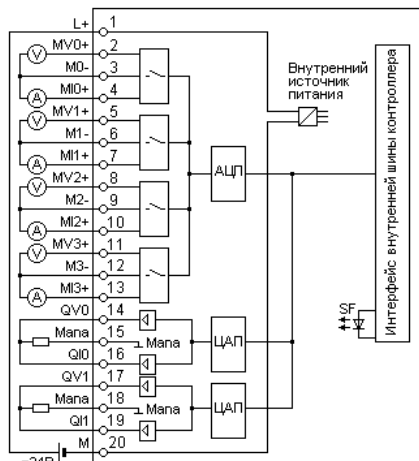 L+ 1
MV0+ 2
M0- 3
MI0+ 4
MV1+ 5
M1- 6
MI1+ 7
MV2+ 8
M2- 9
MI2+ 10
MV3+ 11
M3- 12
MI3+ 13
QV0 14
Mana 15 Mana
QI0 16
QV1 17
Mana 18 Mana
QI1 19
M 20
=24В
V
A
V
A
V
A
V
A
АЦП
ЦАП
ЦАП
Внутренний
источник
питания
SF
Интерфейс внутренней шины контроллера